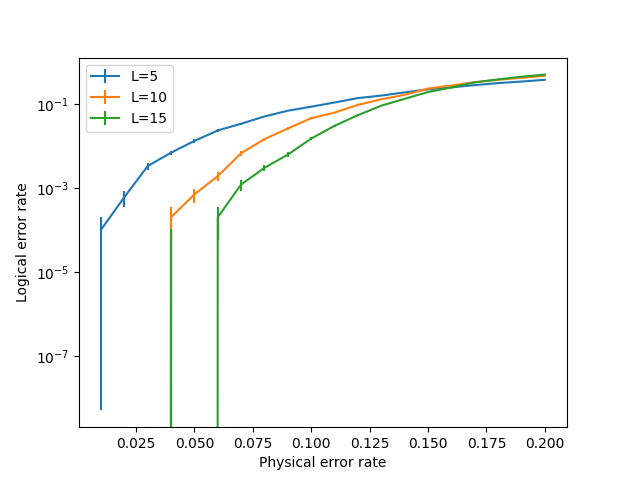 L=5
L=10
L=15
10⁻¹
10⁻³
10⁻⁵
10⁻⁷
Logical error rate
0.025 0.050 0.075 0.100 0.125 0.150 0.175 0.200
Physical error rate